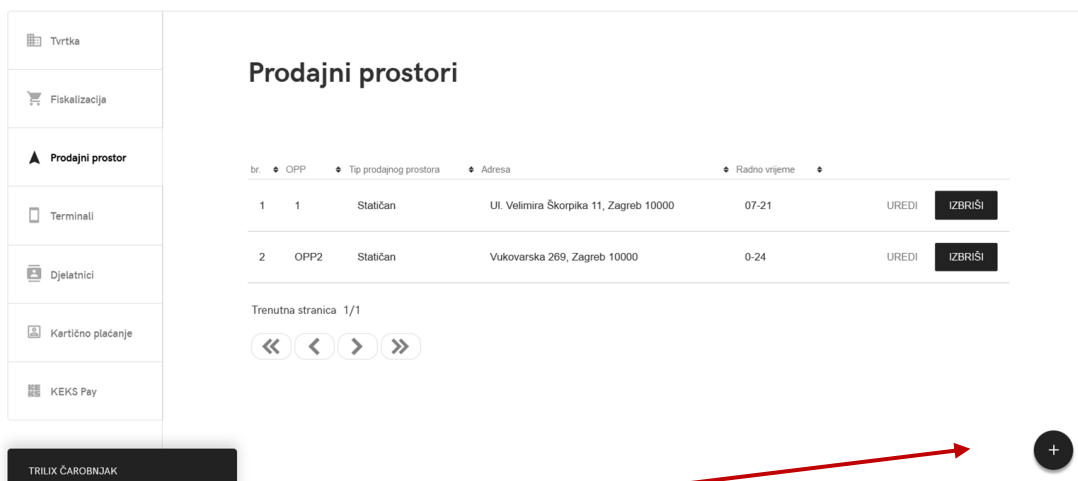 Tvrtka
Fiskalizacija
Prodajni prostor
Terminali
Djelatnici
Kartično plaćanje
KEKS Pay
TRILIX ČAROBNJAK
Prodajni prostori
br. OPP Tip prodajnog prostora Adresa Radno vrijeme
1 1 Statičan Ul. Velimira Škorpika 11, Zagreb 10000 07-21 UREDI IZBRIŠI
2 OPP2 Statičan Vukovarska 269, Zagreb 10000 0-24 UREDI IZBRIŠI
Trenutna stranica 1/1